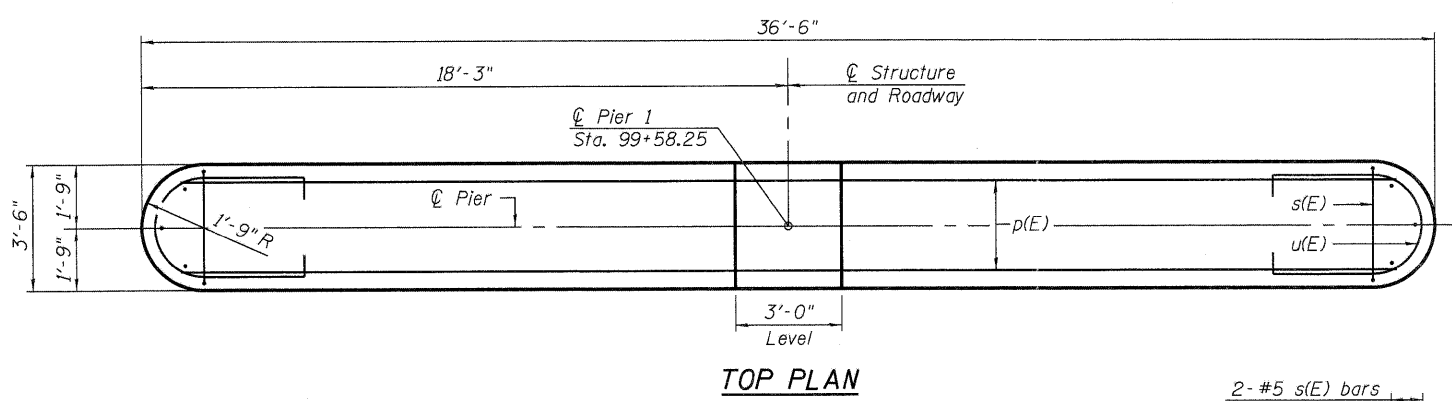 36'-6"
18'-3"
℄ Structure
and Roadway
℄ Pier 1
Sta. 99+58.25
3'-6"
1'-9"
1'-9"
1'-9" R
℄ Pier
p(E)
s(E)
u(E)
3'-0"
Level
TOP PLAN
2- #5 s(E) bars